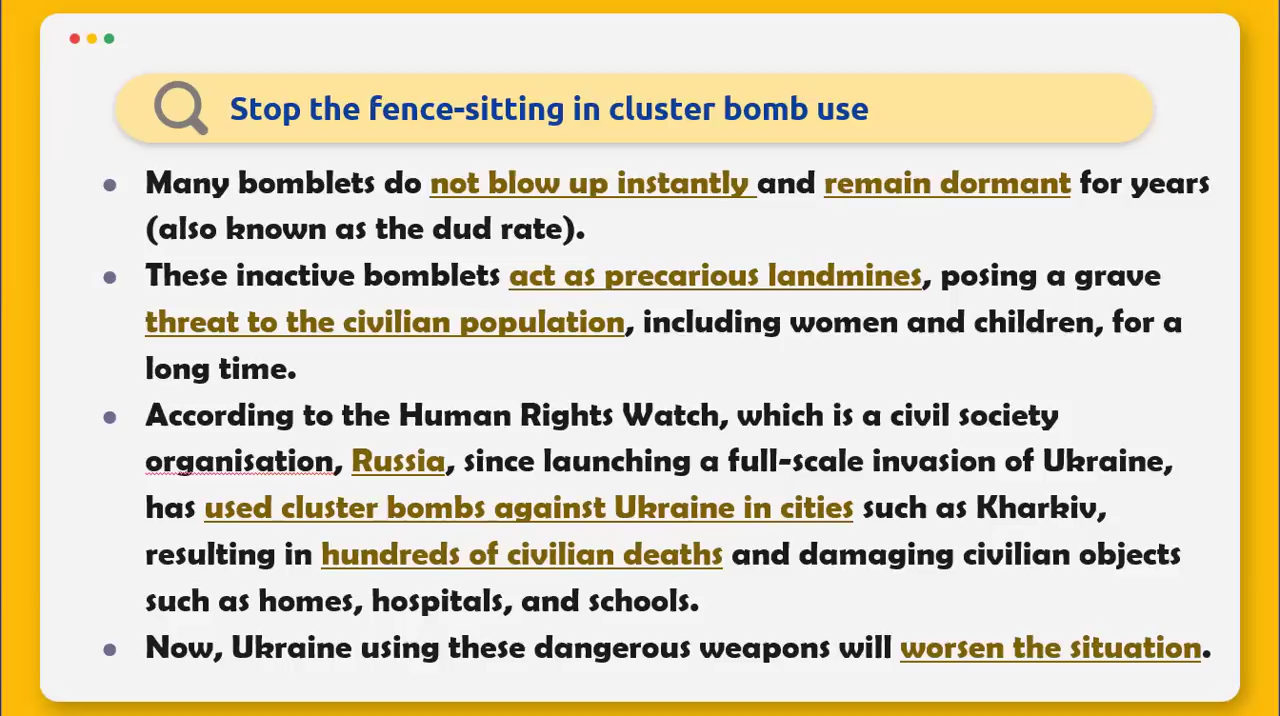 Stop the fence-sitting in cluster bomb use
Many bomblets do not blow up instantly and remain dormant for years
(also known as the dud rate).
These inactive bomblets act as precarious landmines, posing a grave
threat to the civilian population, including women and children, for a
long time.
According to the Human Rights Watch, which is a civil society
organisation, Russia, since launching a full-scale invasion of Ukraine,
has used cluster bombs against Ukraine in cities such as Kharkiv,
resulting in hundreds of civilian deaths and damaging civilian objects
such as homes, hospitals, and schools.
Now, Ukraine using these dangerous weapons will worsen the situation.